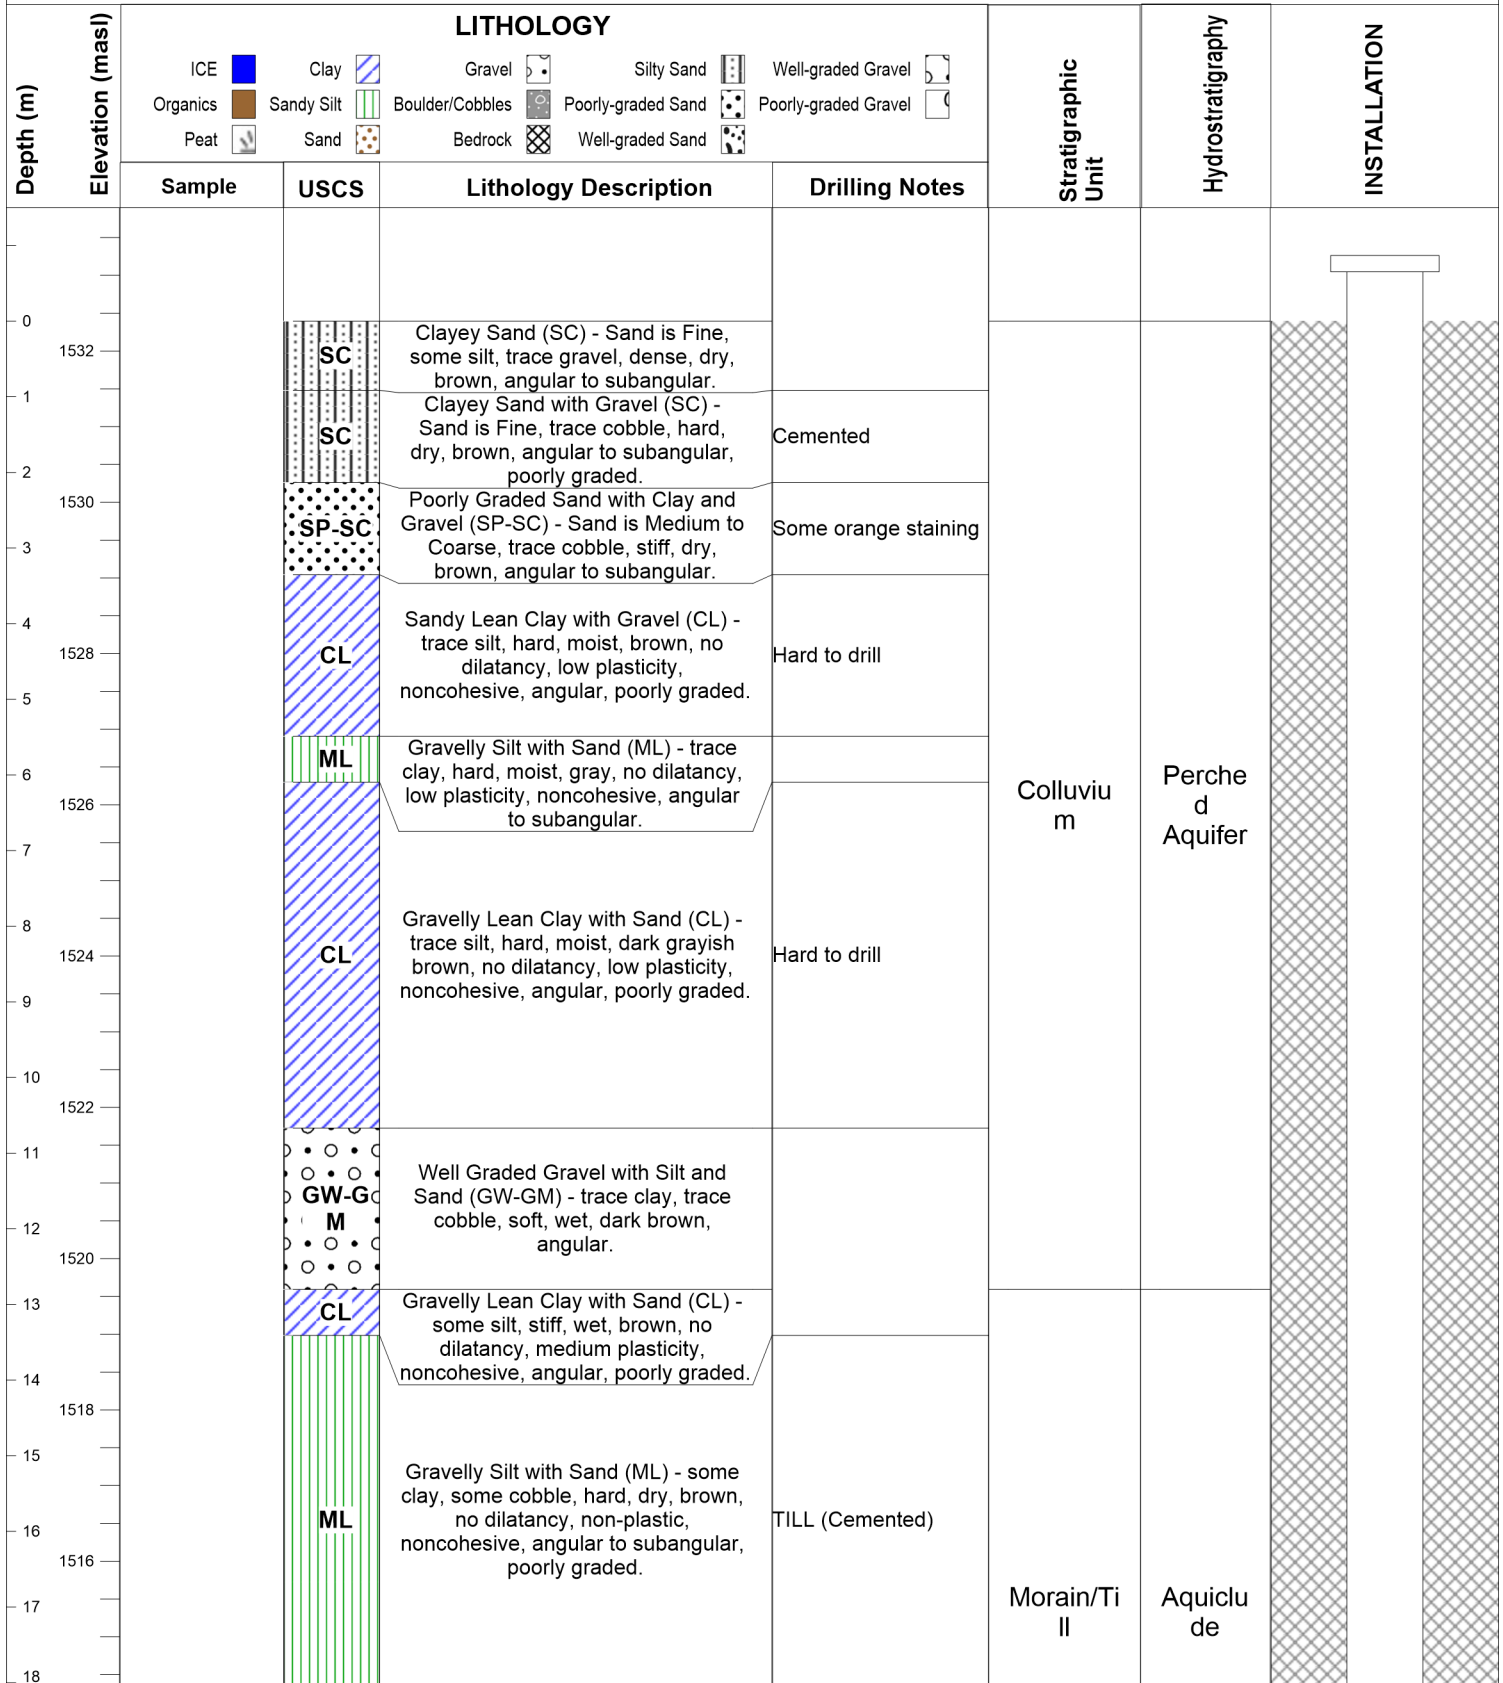 LITHOLOGY
ICE
Clay
Gravel
Silty Sand
Well-graded Gravel
Organics
Sandy Silt
Boulder/Cobbles
Poorly-graded Sand
Poorly-graded Gravel
Peat
Sand
Bedrock
Well-graded Sand
Depth (m)
Elevation (masl)
Sample
USCS
Lithology Description
Drilling Notes
Stratigraphic
Unit
Hydrostratigraphy
INSTALLATION
0
1532
SC
Clayey Sand (SC) - Sand is Fine,
some silt, trace gravel, dense, dry,
brown, angular to subangular.
1
SC
Clayey Sand with Gravel (SC) -
Sand is Fine, trace cobble, hard,
dry, brown, angular to subangular,
poorly graded.
Cemented
2
1530
SP-SC
Poorly Graded Sand with Clay and
Gravel (SP-SC) - Sand is Medium to
Coarse, trace cobble, stiff, dry,
brown, angular to subangular.
Some orange staining
3
4
1528
CL
Sandy Lean Clay with Gravel (CL) -
trace silt, hard, moist, brown, no
dilatancy, low plasticity,
noncohesive, angular, poorly graded.
Hard to drill
5
ML
Gravelly Silt with Sand (ML) - trace
clay, hard, moist, gray, no dilatancy,
low plasticity, noncohesive, angular
to subangular.
6
1526
Colluviu
m
Perche
d
Aquifer
7
8
1524
CL
Gravelly Lean Clay with Sand (CL) -
trace silt, hard, moist, dark grayish
brown, no dilatancy, low plasticity,
noncohesive, angular, poorly graded.
Hard to drill
9
10
1522
11
GW-G
M
Well Graded Gravel with Silt and
Sand (GW-GM) - trace clay, trace
cobble, soft, wet, dark brown,
angular.
12
1520
13
CL
Gravelly Lean Clay with Sand (CL) -
some silt, stiff, wet, brown, no
dilatancy, medium plasticity,
noncohesive, angular, poorly graded.
14
1518
15
ML
Gravelly Silt with Sand (ML) - some
clay, some cobble, hard, dry, brown,
no dilatancy, non-plastic,
noncohesive, angular to subangular,
poorly graded.
TILL (Cemented)
16
1516
17
Morain/Ti
ll
Aquiclu
de
18